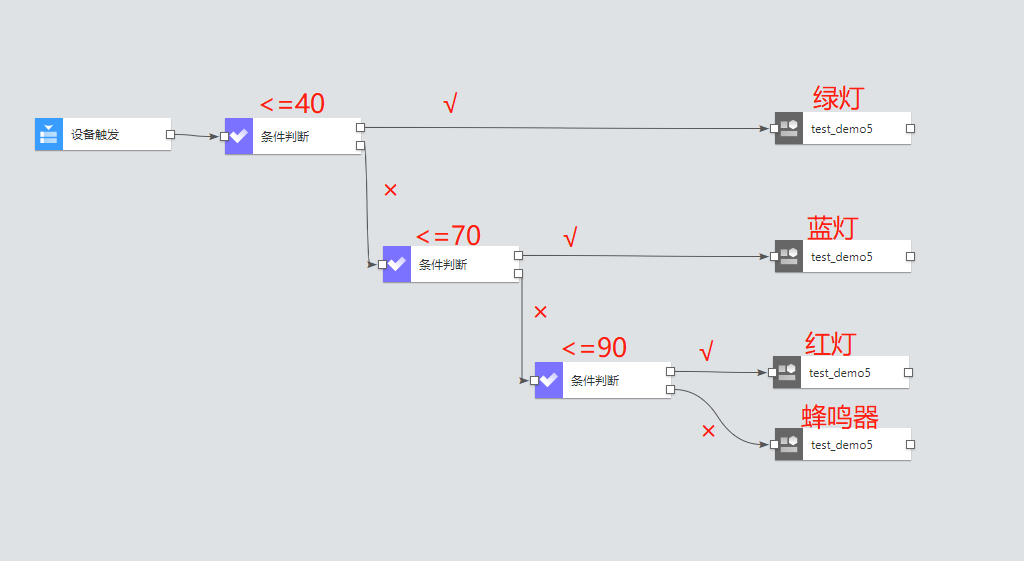 <=40
√
绿灯
设备触发
条件判断
test_demo5
×
<=70
√
蓝灯
条件判断
test_demo5
×
<=90
√
红灯
条件判断
test_demo5
×
蜂鸣器
test_demo5